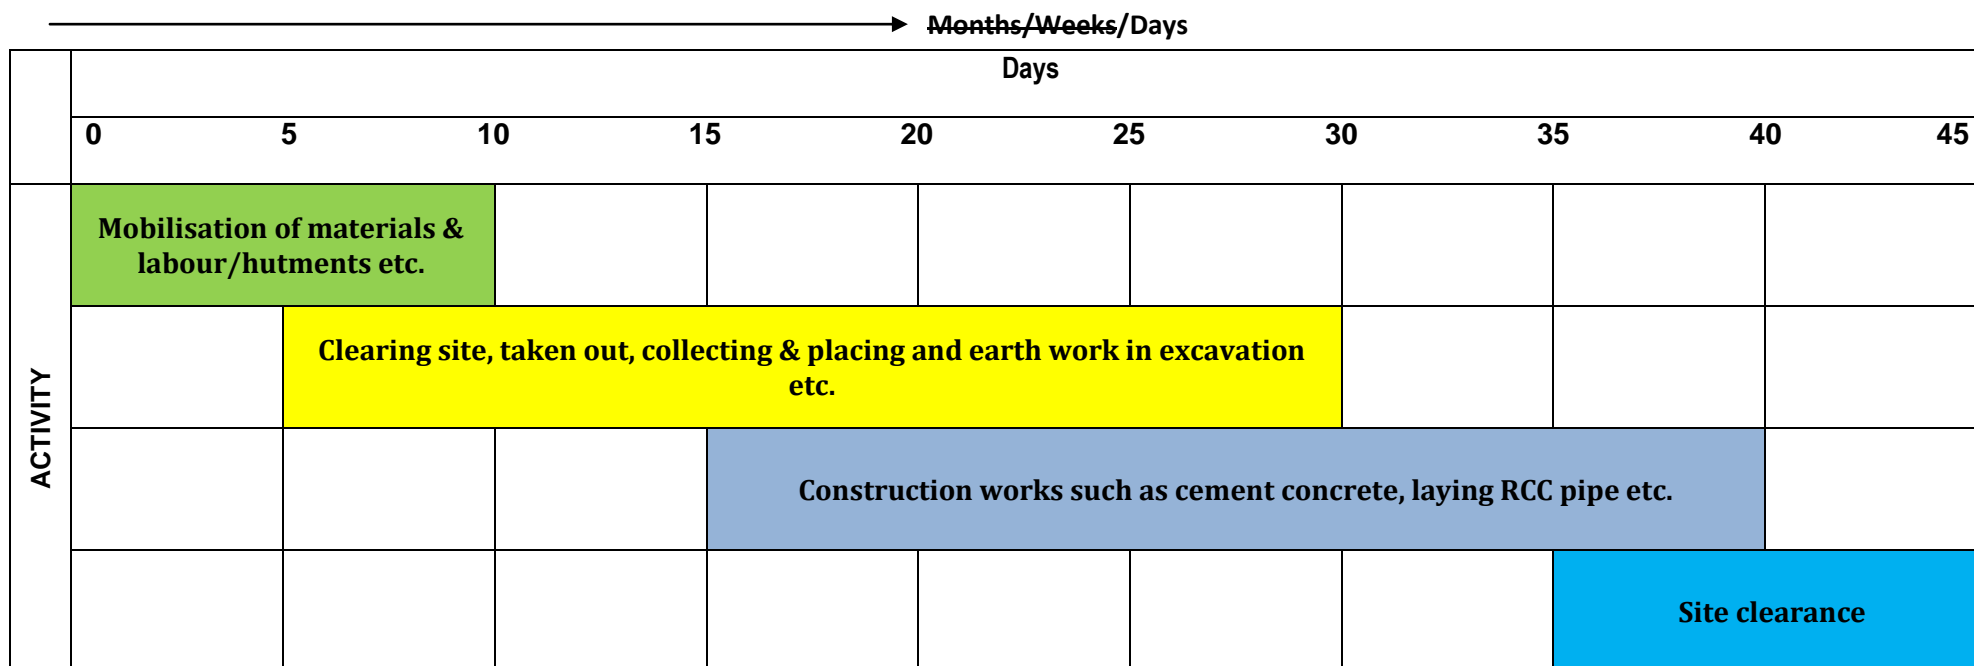 Months/Weeks/Days
Days
0 5 10 15 20 25 30 35 40 45
ACTIVITY
Mobilisation of materials &
labour/hutments etc.
Clearing site, taken out, collecting & placing and earth work in excavation
etc.
Construction works such as cement concrete, laying RCC pipe etc.
Site clearance